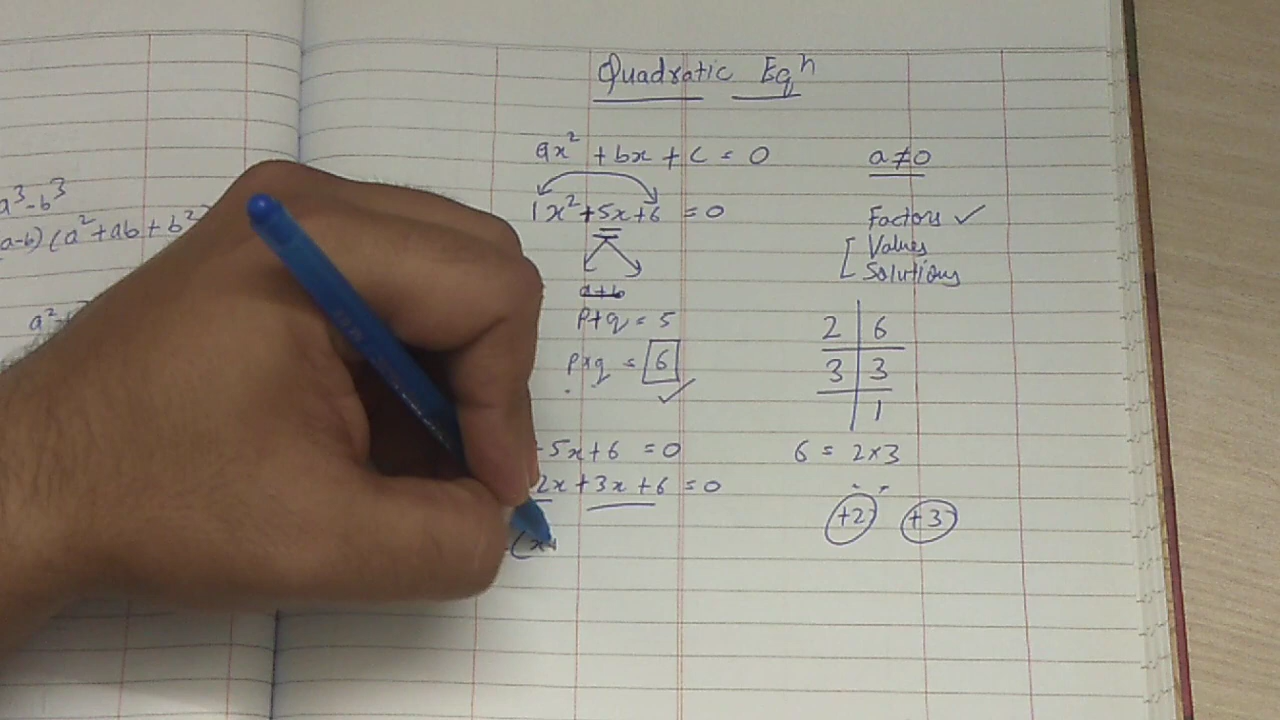 a³-b³
(a-b) (a²+ab+b²
a²
Quadratic Eqⁿ
ax² + bx + c = 0
a ≠ 0
1x²+5x+6 = 0
Factors ✓
[ Values
Solutions
a+b
p+q = 5
p×q = 6 ✓
2 | 6
3 | 3
1
5x+6 = 0
6 = 2×3
2x+3x+6 = 0
+2 +3
(x